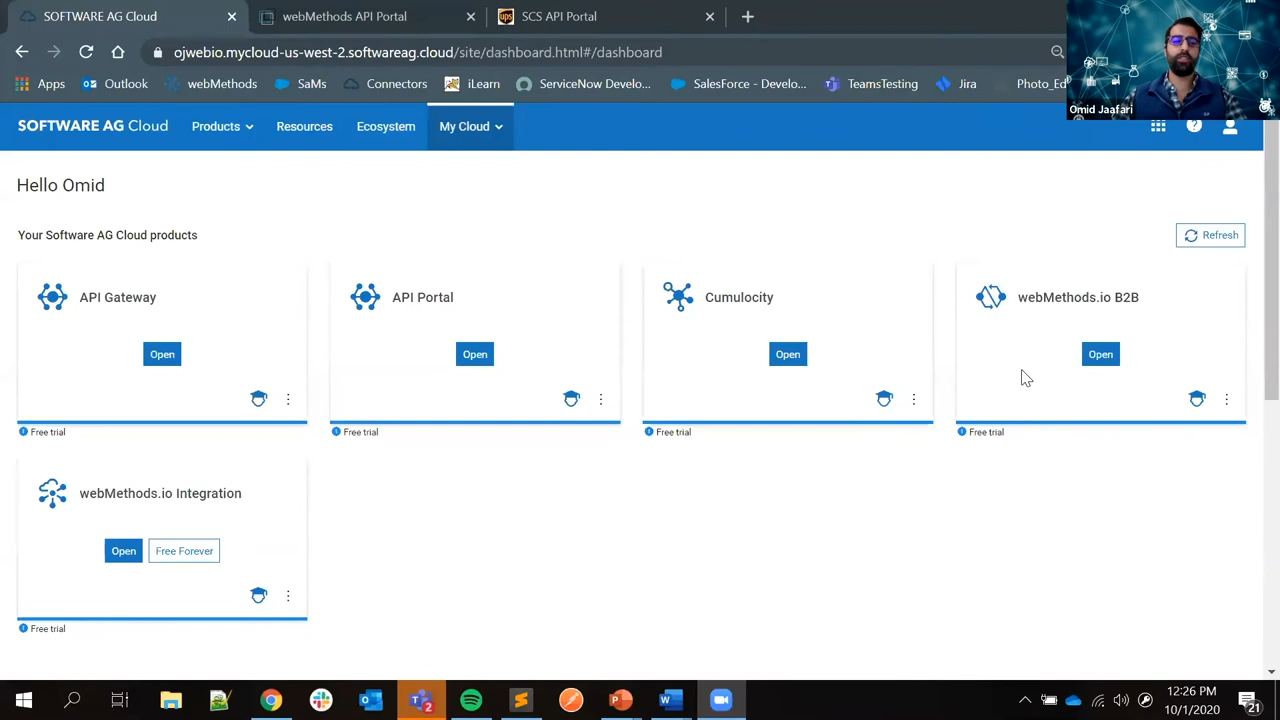 SOFTWARE AG Cloud
webMethods API Portal
ups
SCS API Portal
ojwebio.mycloud-us-west-2.softwareag.cloud/site/dashboard.html#/dashboard
Apps
Outlook
webMethods
SaMs
Connectors
iLearn
ServiceNow Develo...
SalesForce - Develo...
TeamsTesting
Jira
Photo_Ed
Omid Jaafari
SOFTWARE AG Cloud
Products
Resources
Ecosystem
My Cloud
Hello Omid
Your Software AG Cloud products
Refresh
API Gateway
API Portal
Cumulocity
webMethods.io B2B
Open
Open
Open
Open
Free trial
Free trial
Free trial
Free trial
webMethods.io Integration
Open
Free Forever
Free trial
2
12:26 PM
10/1/2020
21